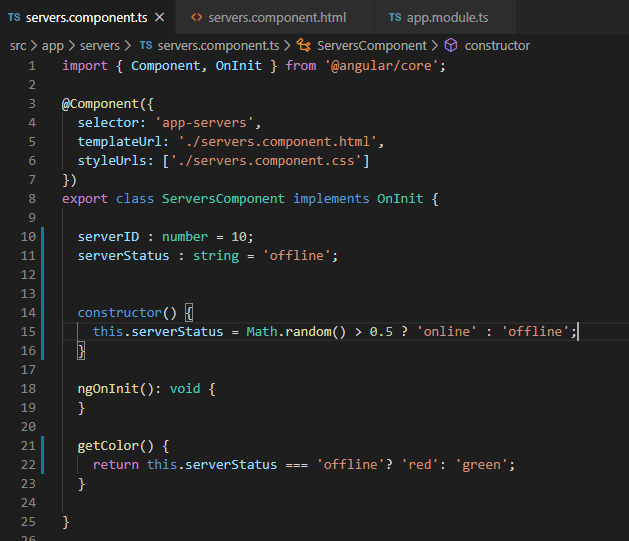 TS servers.component.ts × <> servers.component.html TS app.module.ts
src > app > servers > TS servers.component.ts > ServersComponent > constructor
1 import { Component, OnInit } from '@angular/core';
2
3 @Component({
4   selector: 'app-servers',
5   templateUrl: './servers.component.html',
6   styleUrls: ['./servers.component.css']
7 })
8 export class ServersComponent implements OnInit {
9
10   serverID : number = 10;
11   serverStatus : string = 'offline';
12
13
14   constructor() {
15     this.serverStatus = Math.random() > 0.5 ? 'online' : 'offline';
16   }
17
18   ngOnInit(): void {
19   }
20
21   getColor() {
22     return this.serverStatus === 'offline'? 'red': 'green';
23   }
24
25 }
26